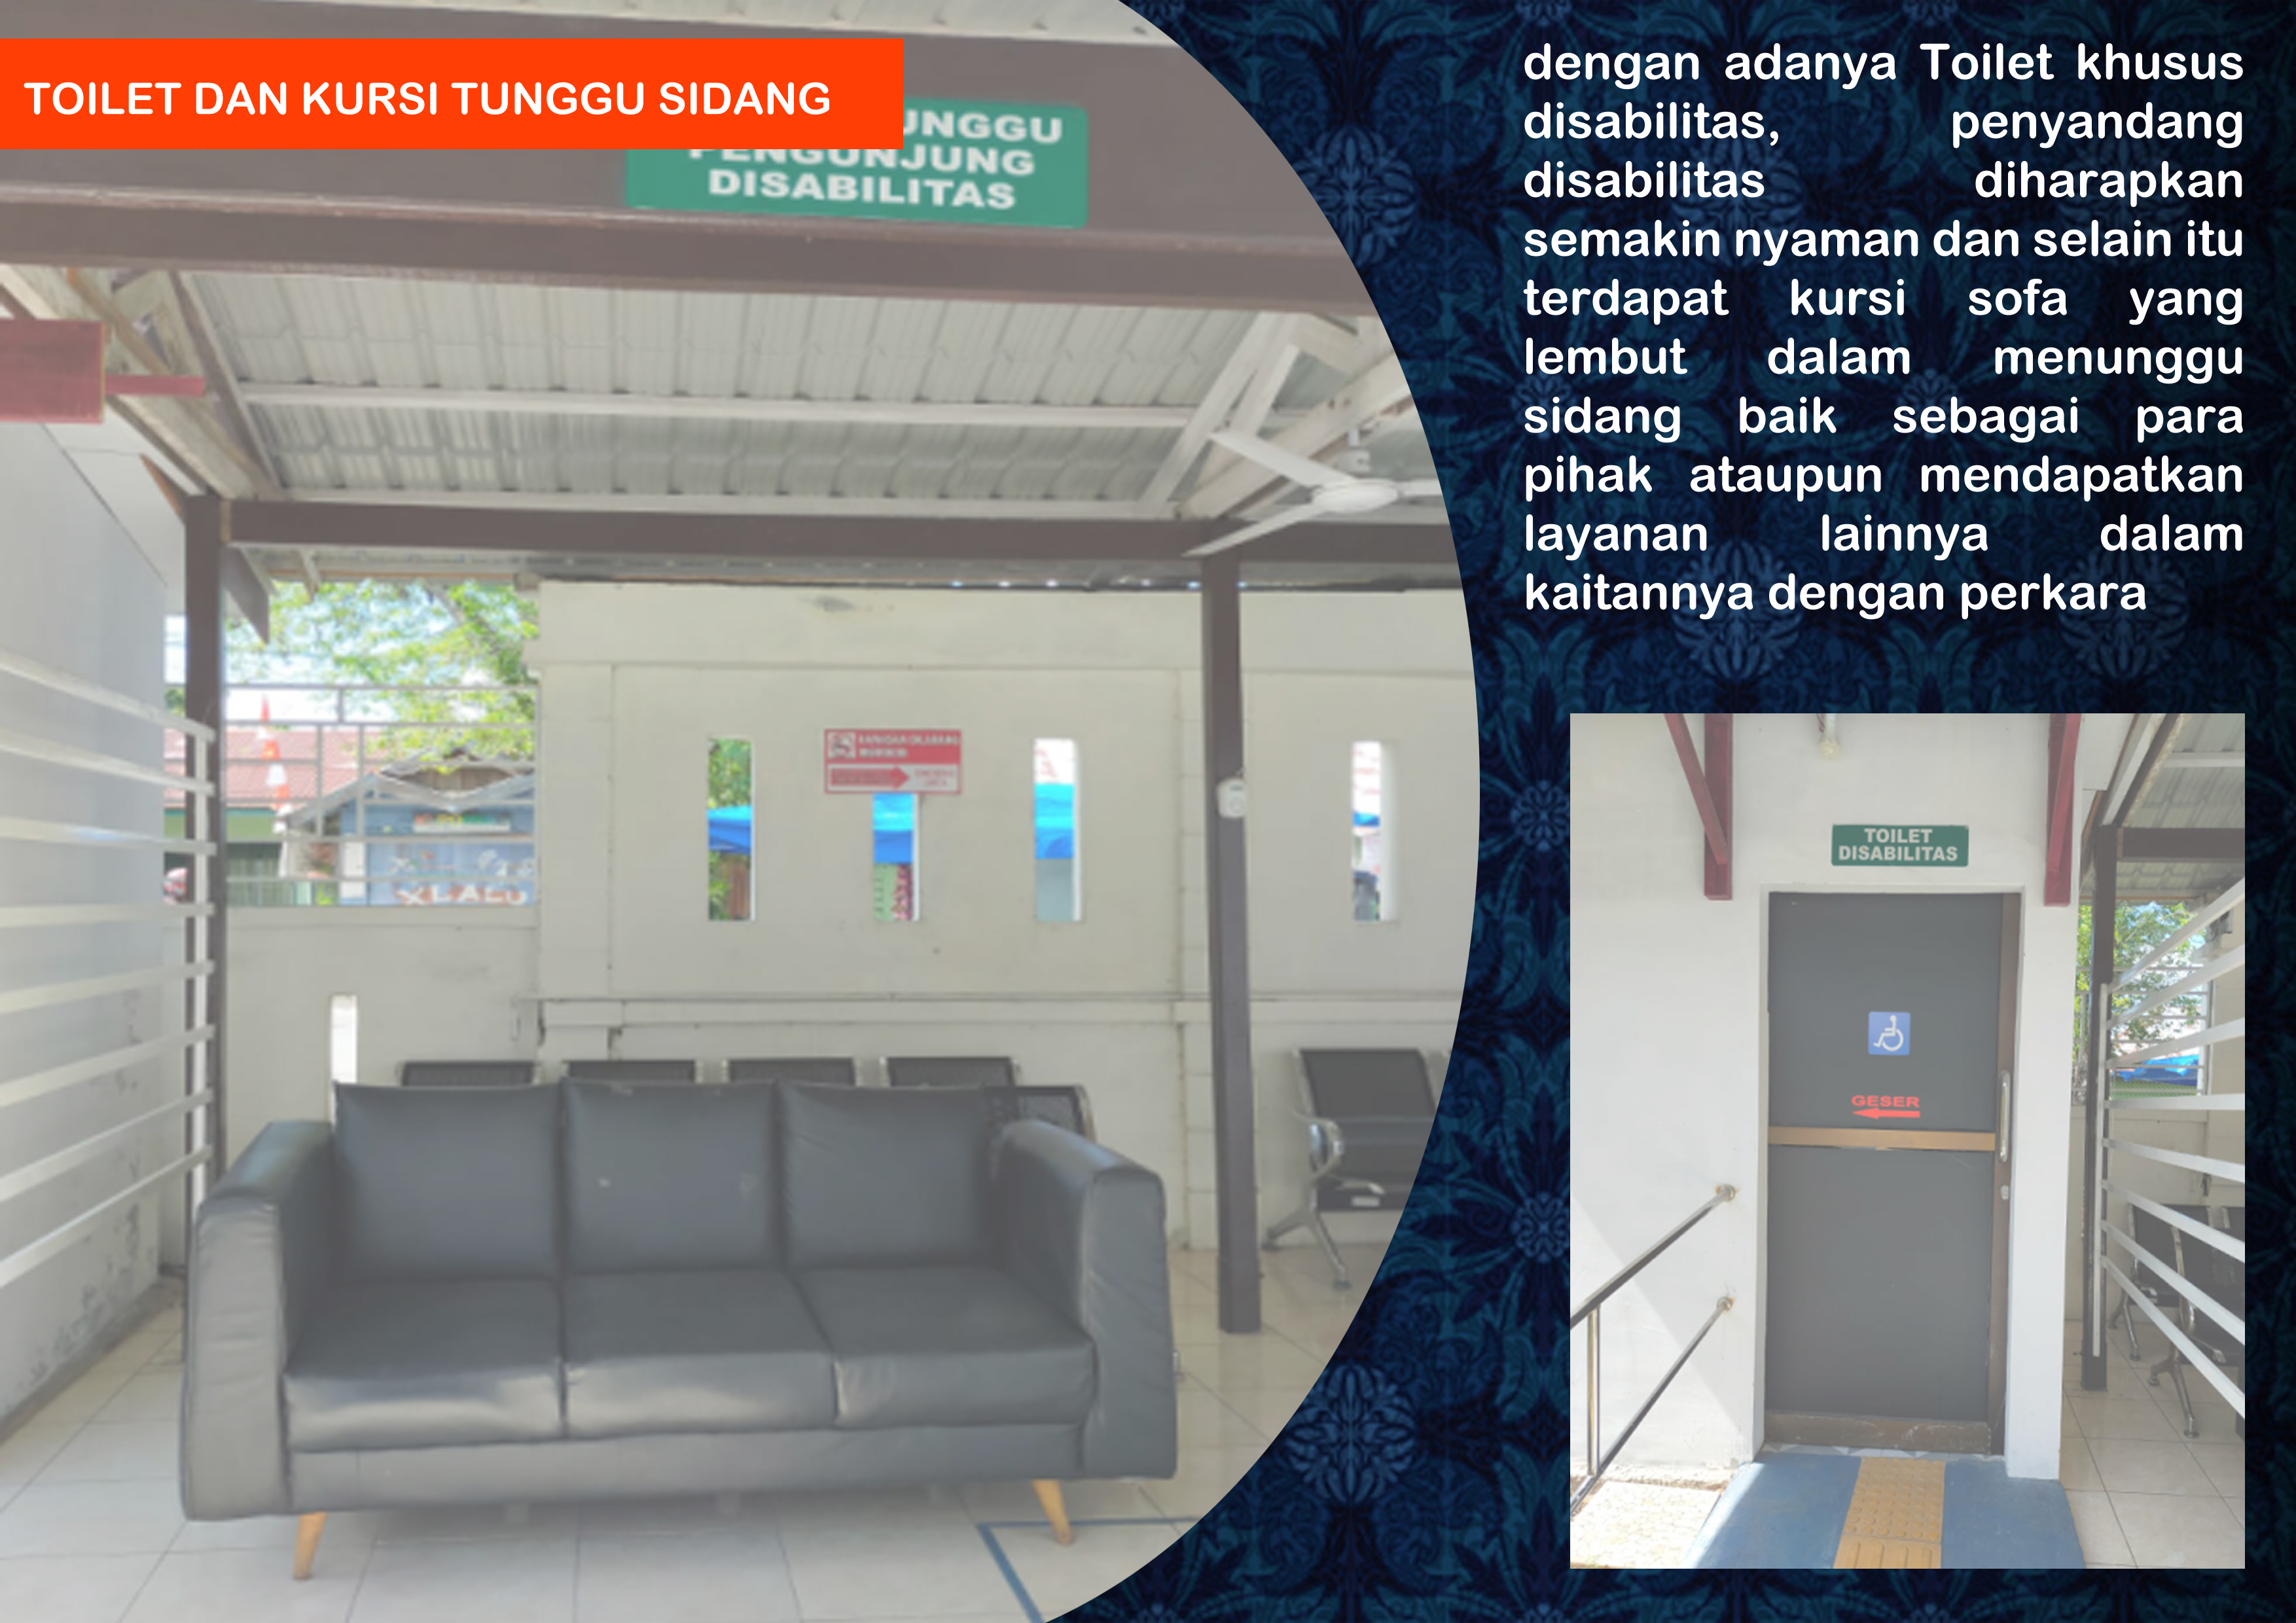 TOILET DAN KURSI TUNGGU SIDANG
UNGGU
PENGUNJUNG
DISABILITAS
dengan adanya Toilet khusus
disabilitas, penyandang
disabilitas diharapkan
semakin nyaman dan selain itu
terdapat kursi sofa yang
lembut dalam menunggu
sidang baik sebagai para
pihak ataupun mendapatkan
layanan lainnya dalam
kaitannya dengan perkara
TOILET
DISABILITAS
GESER